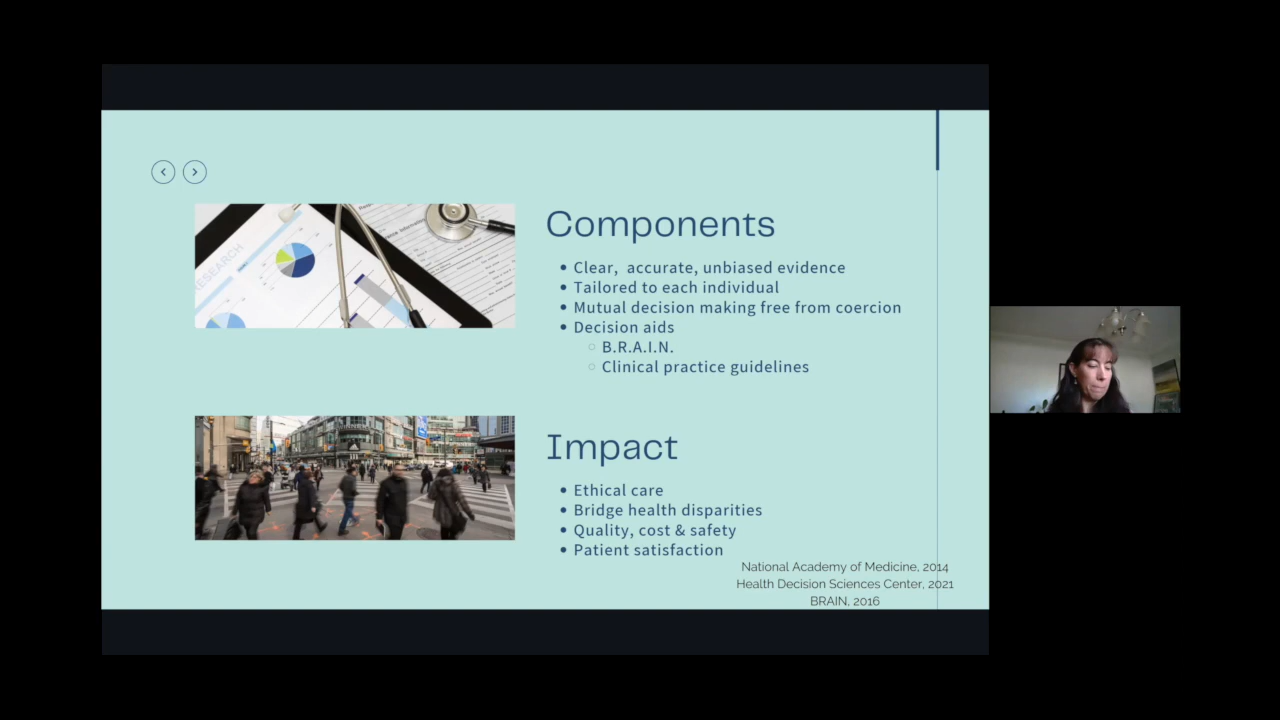 RESEARCH
Components
Clear, accurate, unbiased evidence
Tailored to each individual
Mutual decision making free from coercion
Decision aids
B.R.A.I.N.
Clinical practice guidelines
Impact
Ethical care
Bridge health disparities
Quality, cost & safety
Patient satisfaction
National Academy of Medicine, 2014
Health Decision Sciences Center, 2021
BRAIN, 2016